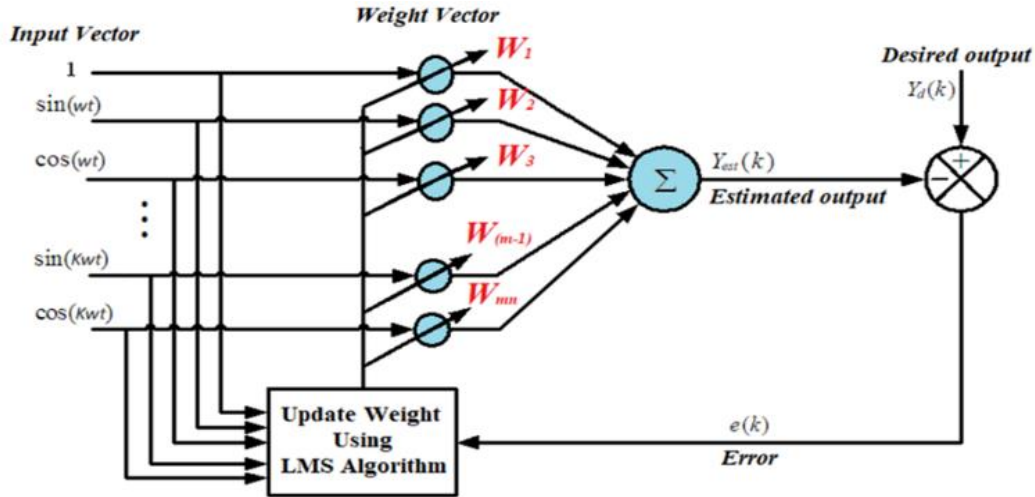 Weight Vector
Input Vector
1
sin(wt)
cos(wt)
sin(Kwt)
cos(Kwt)
W1
W2
W3
W(m-1)
Wmn
Σ
Yest(k)
Estimated output
Desired output
Yd(k)
+
−
e(k)
Error
Update Weight
Using
LMS Algorithm